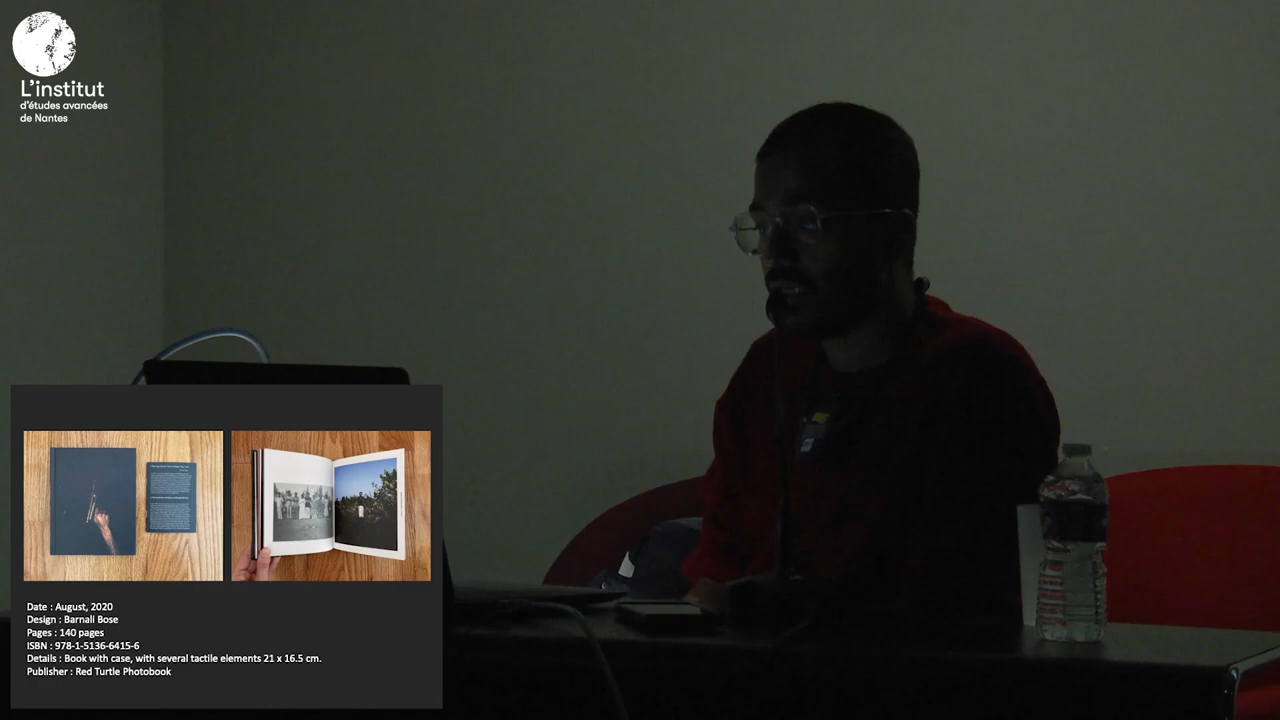 L'institut
d'études avancées
de Nantes
Date : August, 2020
Design : Barnali Bose
Pages : 140 pages
ISBN : 978-1-5136-6415-6
Details : Book with case, with several tactile elements 21 x 16.5 cm.
Publisher : Red Turtle Photobook